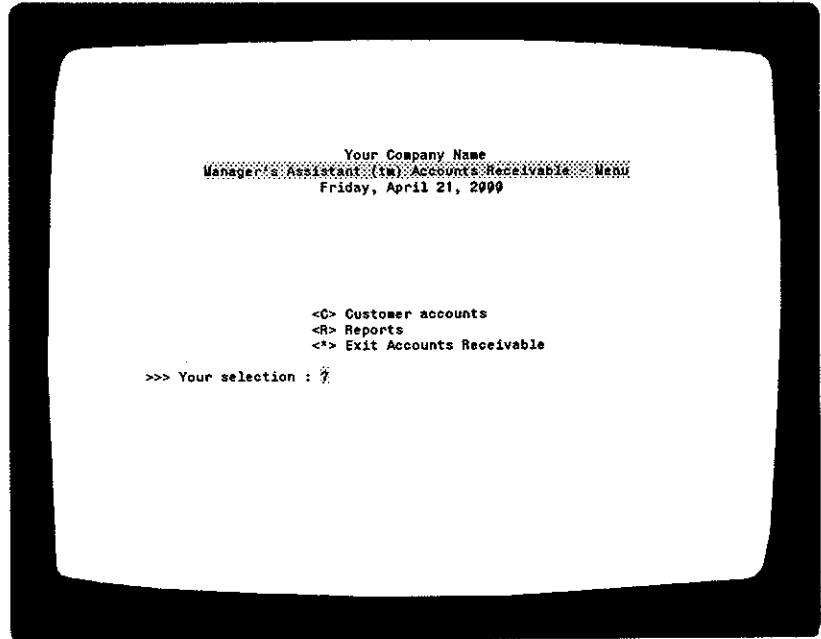 Your Company Name
Manager's Assistant (tm) Accounts Receivable - Menu
Friday, April 21, 2000
<C> Customer accounts
<R> Reports
<*> Exit Accounts Receivable
>>> Your selection : ?